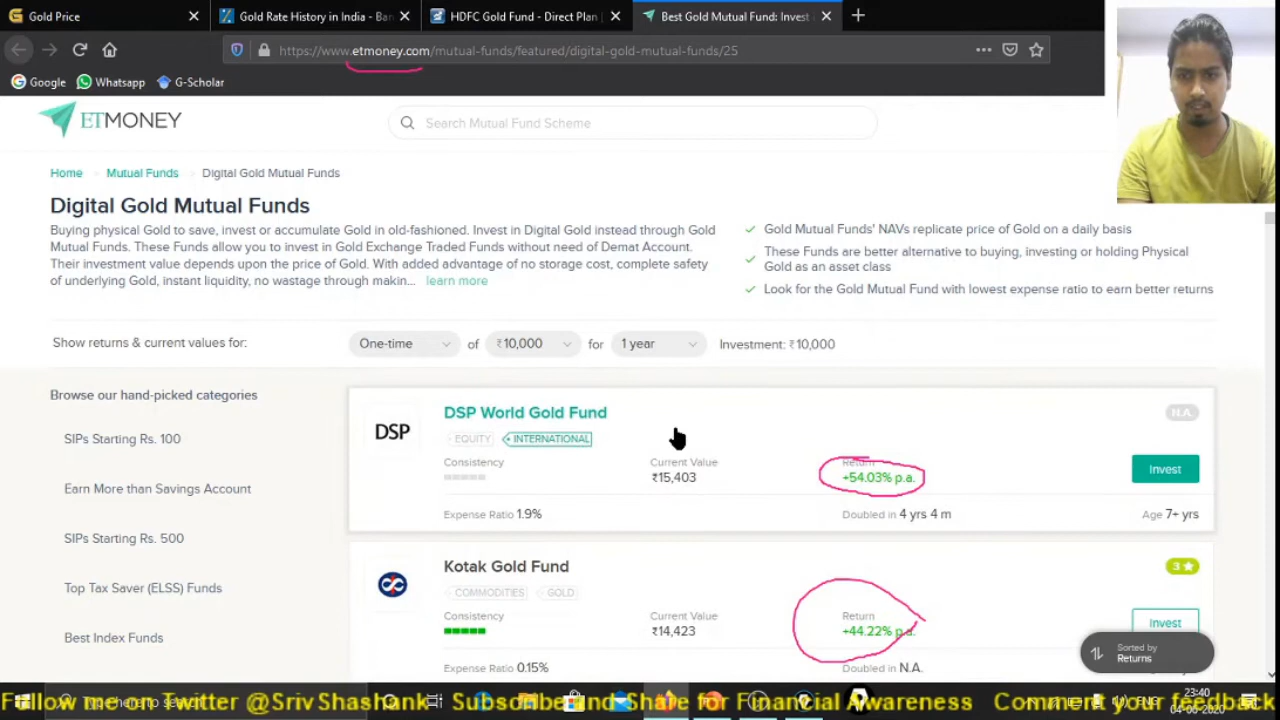 Gold Price
Gold Rate History in India - Ban
HDFC Gold Fund - Direct Plan |
Best Gold Mutual Fund: Invest
https://www.etmoney.com/mutual-funds/featured/digital-gold-mutual-funds/25
Google Whatsapp G-Scholar
ETMONEY
Search Mutual Fund Scheme
Home Mutual Funds Digital Gold Mutual Funds
Digital Gold Mutual Funds
Buying physical Gold to save, invest or accumulate Gold in old-fashioned. Invest in Digital Gold instead through Gold
Mutual Funds. These Funds allow you to invest in Gold Exchange Traded Funds without need of Demat Account.
Their investment value depends upon the price of Gold. With added advantage of no storage cost, complete safety
of underlying Gold, instant liquidity, no wastage through makin... learn more
Gold Mutual Funds' NAVs replicate price of Gold on a daily basis
These Funds are better alternative to buying, investing or holding Physical
Gold as an asset class
Look for the Gold Mutual Fund with lowest expense ratio to earn better returns
Show returns & current values for: One-time of ₹10,000 for 1 year Investment: ₹10,000
Browse our hand-picked categories
SIPs Starting Rs. 100
Earn More than Savings Account
SIPs Starting Rs. 500
Top Tax Saver (ELSS) Funds
Best Index Funds
DSP
DSP World Gold Fund
N.A.
EQUITY INTERNATIONAL
Consistency Current Value Return
₹15,403 +54.03% p.a.
Invest
Expense Ratio 1.9% Doubled in 4 yrs 4 m Age 7+ yrs
Kotak Gold Fund
3★
COMMODITIES GOLD
Consistency Current Value Return
₹14,423 +44.22% p.a.
Invest
Expense Ratio 0.15% Doubled in N.A.
Sorted by
Returns
Type here to search
ENG
23:40
Follow me on Twitter @SrivShashank Subscribe and Share for Financial Awareness Comment your feedback